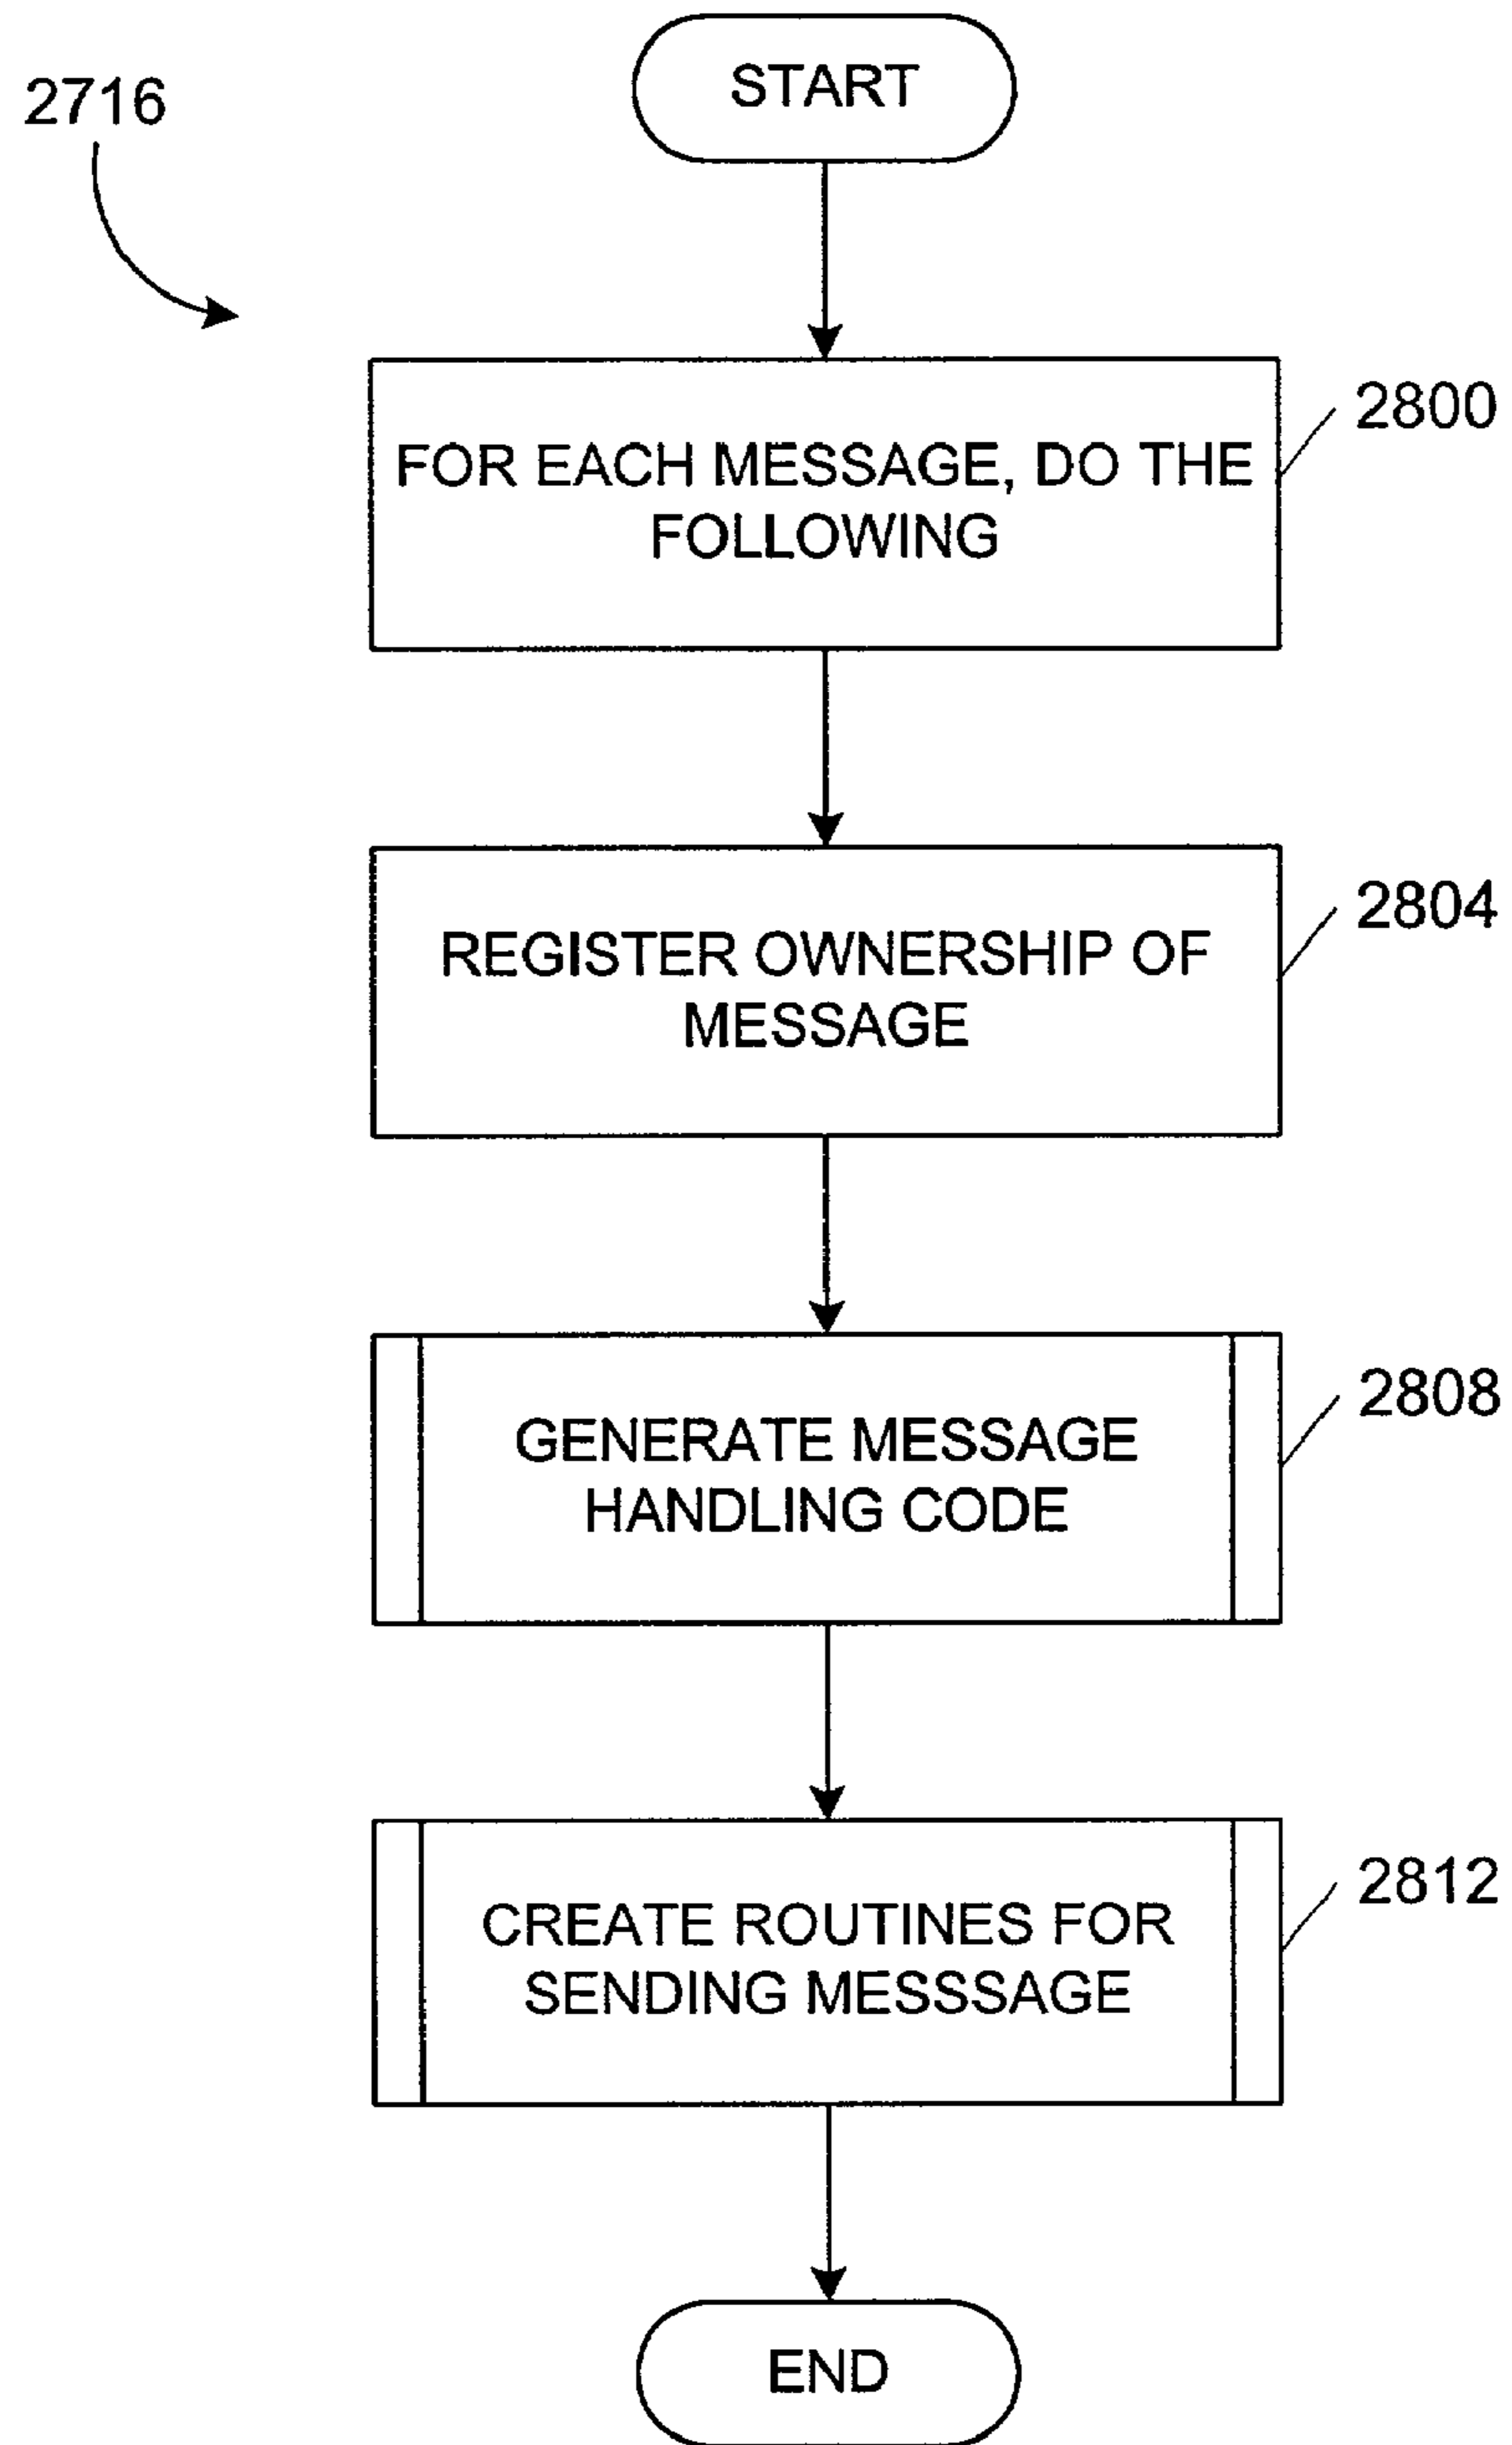 START
2716
FOR EACH MESSAGE, DO THE
FOLLOWING
2800
REGISTER OWNERSHIP OF
MESSAGE
2804
GENERATE MESSAGE
HANDLING CODE
2808
CREATE ROUTINES FOR
SENDING MESSSAGE
2812
END